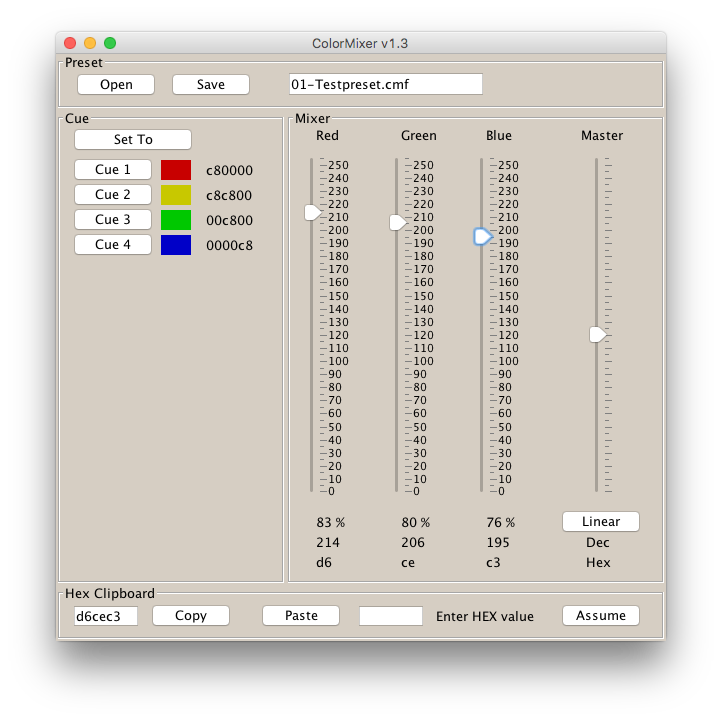 ColorMixer v1.3
Preset
Open Save 01-Testpreset.cmf
Cue
Set To
Cue 1 c80000
Cue 2 c8c800
Cue 3 00c800
Cue 4 0000c8
Mixer
Red Green Blue Master
250 250 250
240 240 240
230 230 230
220 220 220
210 210 210
200 200 200
190 190 190
180 180 180
170 170 170
160 160 160
150 150 150
140 140 140
130 130 130
120 120 120
110 110 110
100 100 100
90 90 90
80 80 80
70 70 70
60 60 60
50 50 50
40 40 40
30 30 30
20 20 20
10 10 10
0 0 0
83 % 80 % 76 % Linear
214 206 195 Dec
d6 ce c3 Hex
Hex Clipboard
d6cec3 Copy Paste Enter HEX value Assume